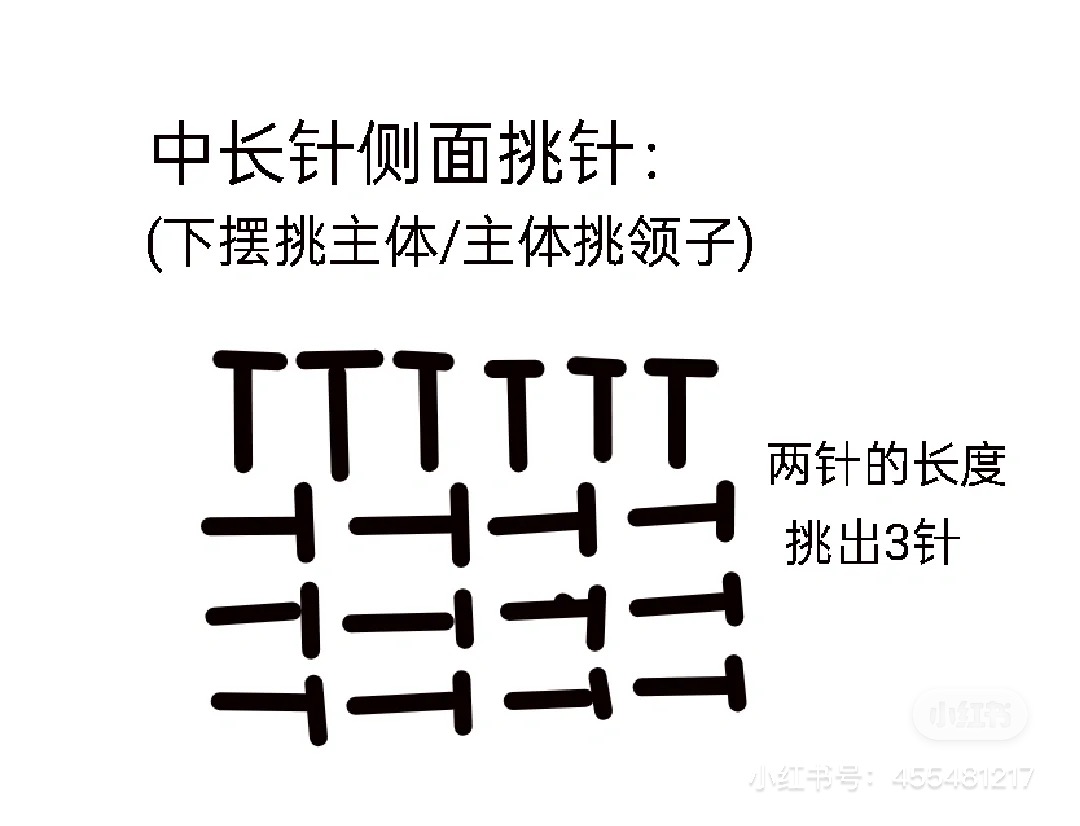 中长针侧面挑针：
(下摆挑主体/主体挑领子)
两针的长度
挑出3针
小红书
小红书号：455481217